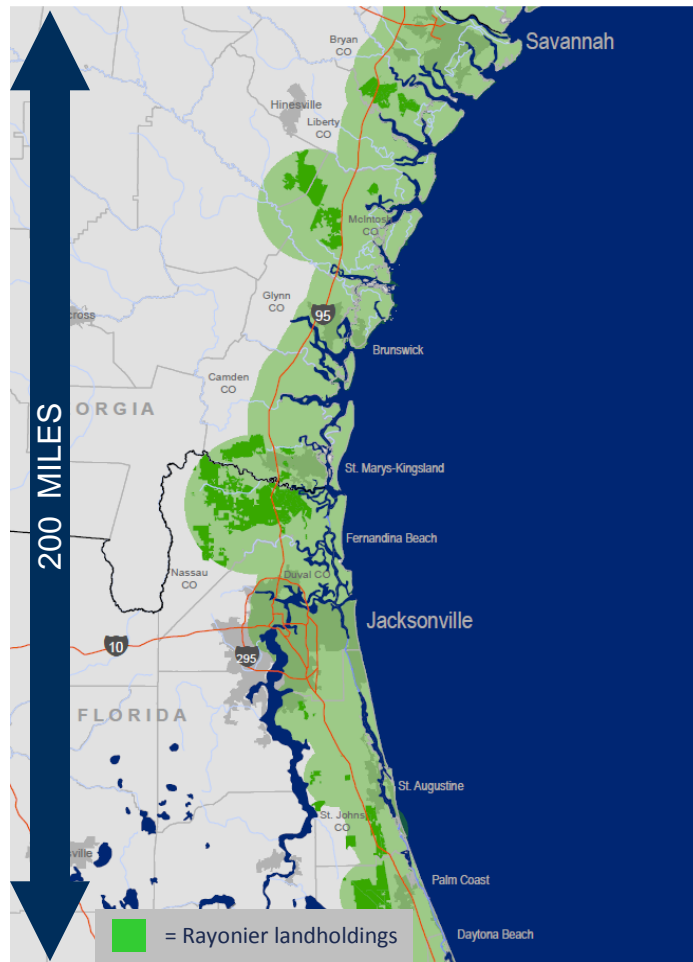 Savannah
Bryan
CO
Hinesville
Liberty
CO
McIntosh
CO
Glynn
CO
95
cross
Brunswick
Camden
CO
ORGIA
200 MILES
St. Marys-Kingsland
Fernandina Beach
Nassau
CO
Duval CO
Jacksonville
10
295
FLORIDA
St. Augustine
St. Johns
CO
sville
Palm Coast
Daytona Beach
= Rayonier landholdings